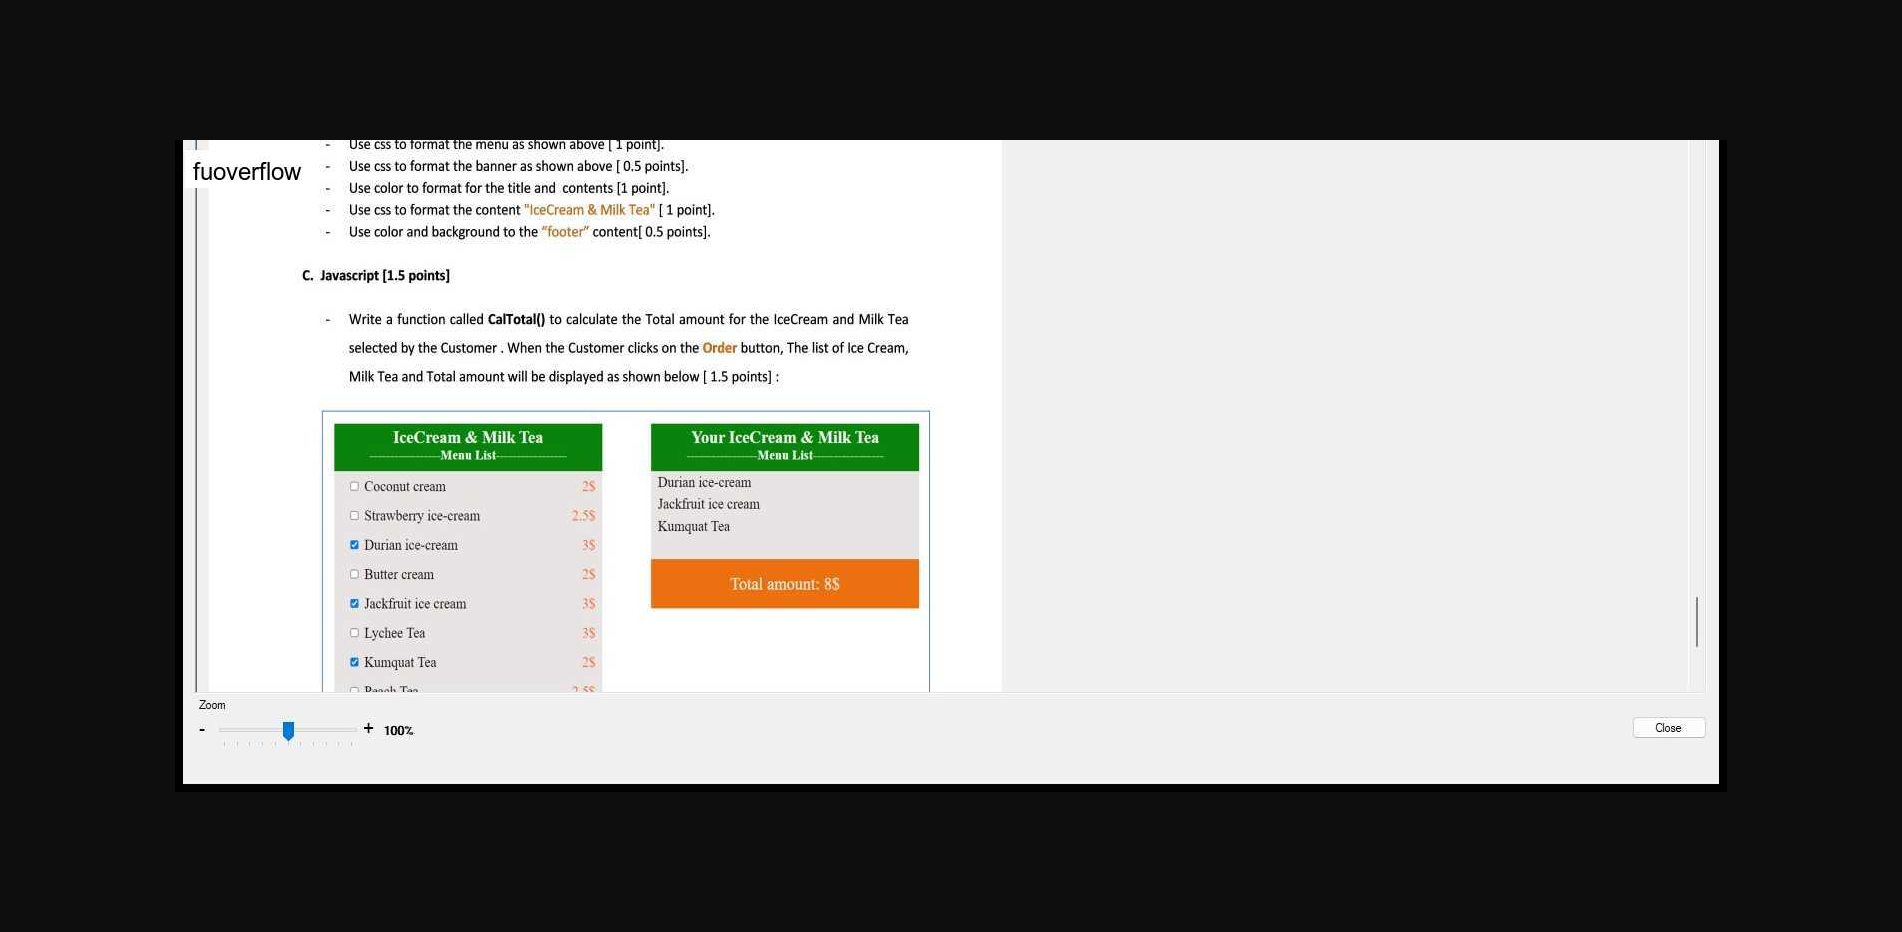 - Use css to format the menu as shown above [ 1 point].
fuoverflow
- Use css to format the banner as shown above [ 0.5 points].
- Use color to format for the title and contents [1 point].
- Use css to format the content "IceCream & Milk Tea" [ 1 point].
- Use color and background to the "footer" content[ 0.5 points].
C. Javascript [1.5 points]
- Write a function called CalTotal() to calculate the Total amount for the IceCream and Milk Tea
selected by the Customer . When the Customer clicks on the Order button, The list of Ice Cream,
Milk Tea and Total amount will be displayed as shown below [ 1.5 points] :
IceCream & Milk Tea
-----------------Menu List-----------------
Coconut cream 2$
Strawberry ice-cream 2.5$
Durian ice-cream 3$
Butter cream 2$
Jackfruit ice cream 3$
Lychee Tea 3$
Kumquat Tea 2$
Peach Tea 2.5$
Your IceCream & Milk Tea
-----------------Menu List-----------------
Durian ice-cream
Jackfruit ice cream
Kumquat Tea
Total amount: 8$
Zoom
- + 100%
Close